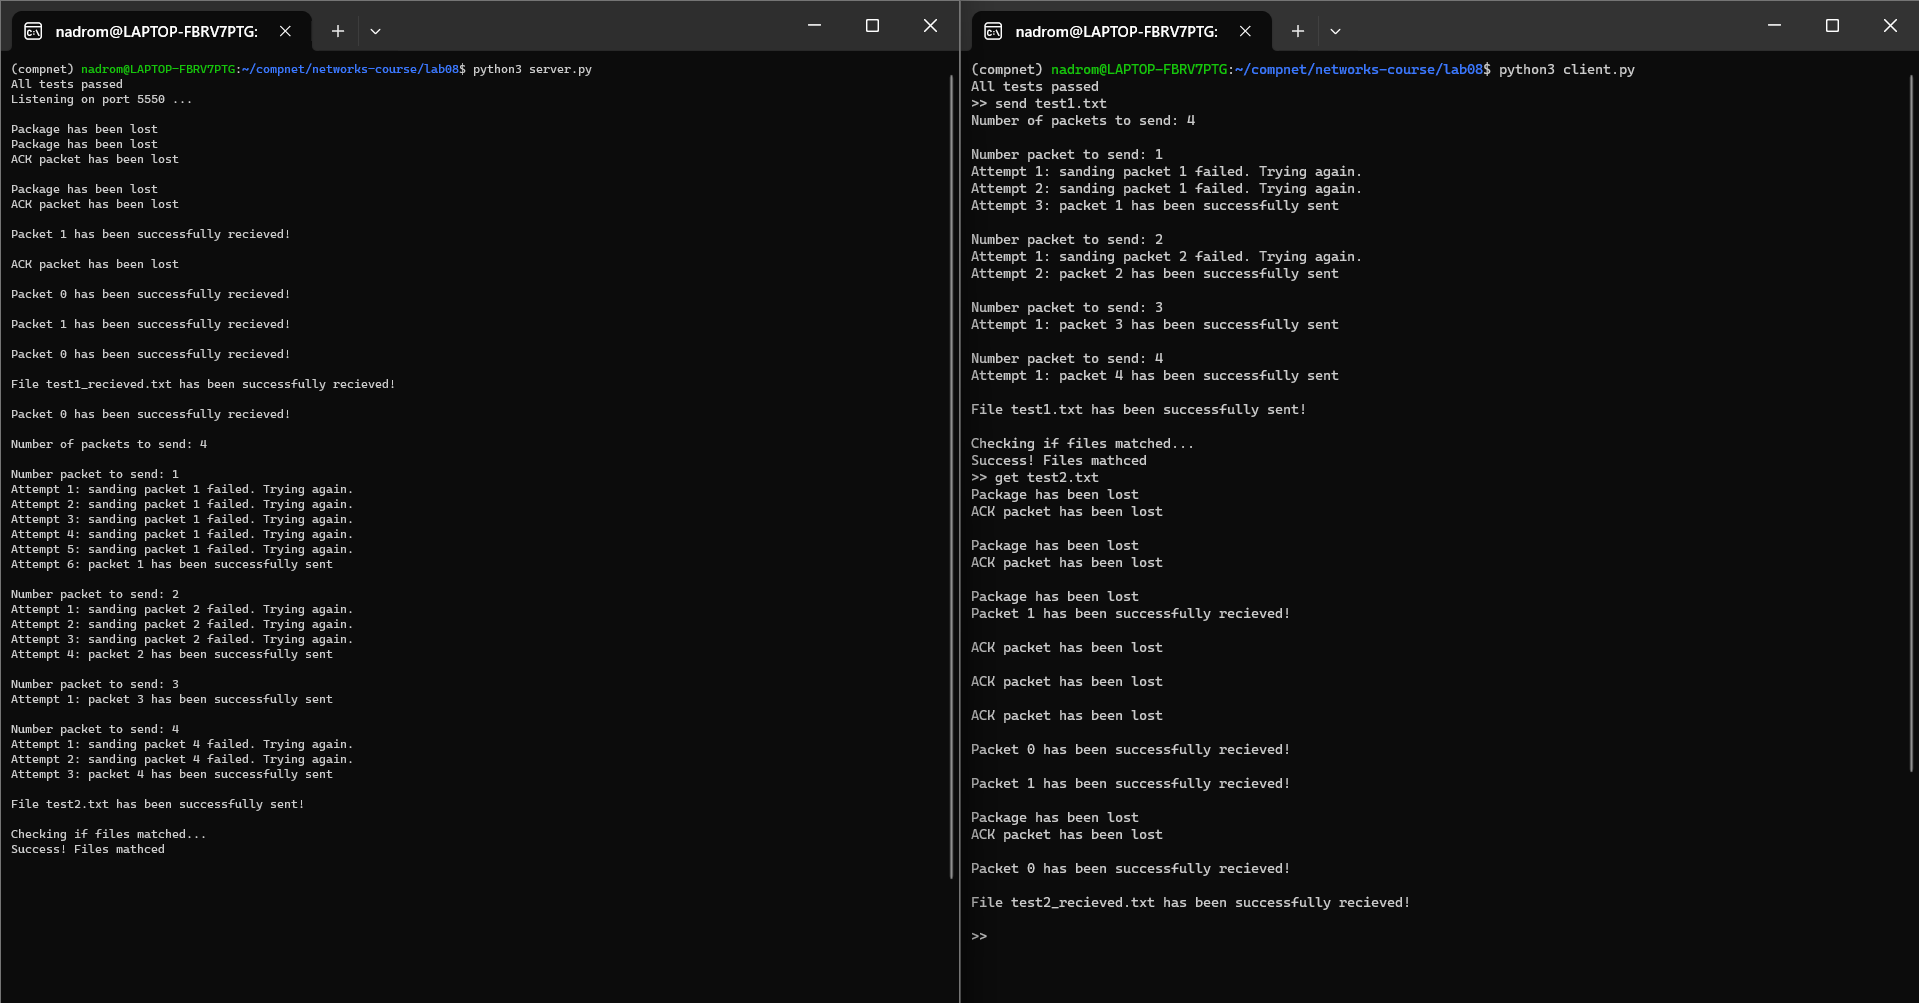 nadrom@LAPTOP-FBRV7PTG:
(compnet) nadrom@LAPTOP-FBRV7PTG:~/compnet/networks-course/lab08$ python3 server.py
All tests passed
Listening on port 5550 ...
Package has been lost
Package has been lost
ACK packet has been lost
Package has been lost
ACK packet has been lost
Packet 1 has been successfully recieved!
ACK packet has been lost
Packet 0 has been successfully recieved!
Packet 1 has been successfully recieved!
Packet 0 has been successfully recieved!
File test1_recieved.txt has been successfully recieved!
Packet 0 has been successfully recieved!
Number of packets to send: 4
Number packet to send: 1
Attempt 1: sanding packet 1 failed. Trying again.
Attempt 2: sanding packet 1 failed. Trying again.
Attempt 3: sanding packet 1 failed. Trying again.
Attempt 4: sanding packet 1 failed. Trying again.
Attempt 5: sanding packet 1 failed. Trying again.
Attempt 6: packet 1 has been successfully sent
Number packet to send: 2
Attempt 1: sanding packet 2 failed. Trying again.
Attempt 2: sanding packet 2 failed. Trying again.
Attempt 3: sanding packet 2 failed. Trying again.
Attempt 4: packet 2 has been successfully sent
Number packet to send: 3
Attempt 1: packet 3 has been successfully sent
Number packet to send: 4
Attempt 1: sanding packet 4 failed. Trying again.
Attempt 2: sanding packet 4 failed. Trying again.
Attempt 3: packet 4 has been successfully sent
File test2.txt has been successfully sent!
Checking if files matched...
Success! Files mathced
nadrom@LAPTOP-FBRV7PTG:
(compnet) nadrom@LAPTOP-FBRV7PTG:~/compnet/networks-course/lab08$ python3 client.py
All tests passed
>> send test1.txt
Number of packets to send: 4
Number packet to send: 1
Attempt 1: sanding packet 1 failed. Trying again.
Attempt 2: sanding packet 1 failed. Trying again.
Attempt 3: packet 1 has been successfully sent
Number packet to send: 2
Attempt 1: sanding packet 2 failed. Trying again.
Attempt 2: packet 2 has been successfully sent
Number packet to send: 3
Attempt 1: packet 3 has been successfully sent
Number packet to send: 4
Attempt 1: packet 4 has been successfully sent
File test1.txt has been successfully sent!
Checking if files matched...
Success! Files mathced
>> get test2.txt
Package has been lost
ACK packet has been lost
Package has been lost
ACK packet has been lost
Package has been lost
Packet 1 has been successfully recieved!
ACK packet has been lost
ACK packet has been lost
ACK packet has been lost
Packet 0 has been successfully recieved!
Packet 1 has been successfully recieved!
Package has been lost
ACK packet has been lost
Packet 0 has been successfully recieved!
File test2_recieved.txt has been successfully recieved!
>>